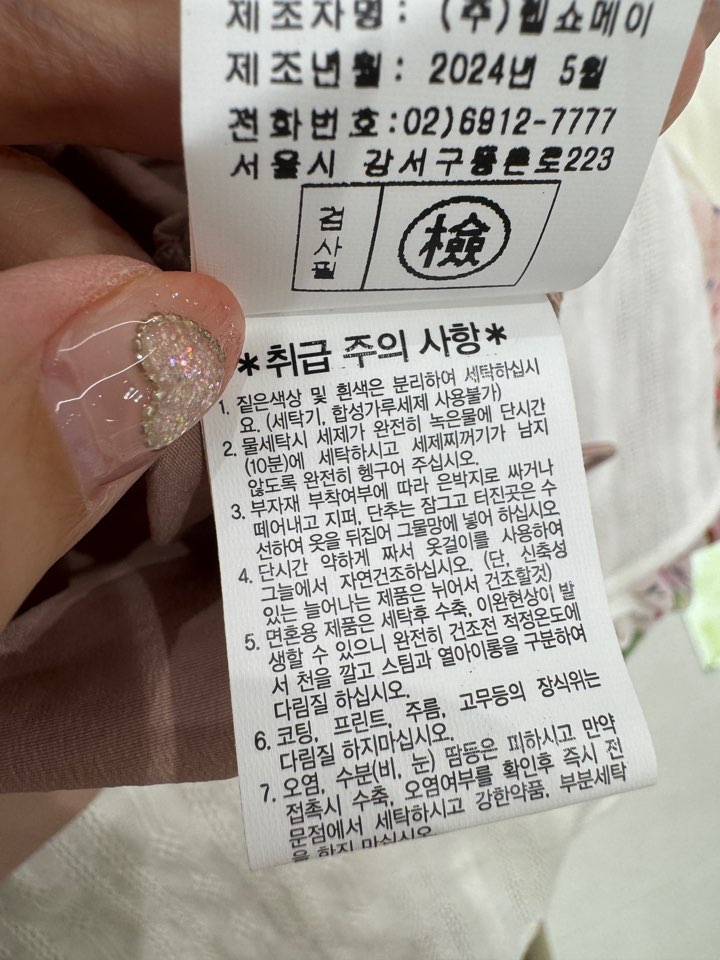 제조자명: (주)헬쇼메이
제조년월: 2024년 5월
전화번호:02)6912-7777
서울시 강서구 223
검사필
檢
*취급 주의 사항*
1. 짙은색상 및 흰색은 분리하여 세탁하십시
요. (세탁기, 합성가루세제 사용불가)
2. 물세탁시 세제가 완전히 녹은물에 단시간
(10분)에 세탁하시고 세제찌꺼기가 남지
않도록 완전히 헹구어 주십시오.
3. 부자재 부착여부에 따라 은박지로 싸거나
떼어내고 지퍼, 단추는 잠그고 터진곳은 수
선하여 옷을 뒤집어 그물망에 넣어 하십시오
4. 단시간 약하게 짜서 옷걸이를 사용하여
그늘에서 자연건조하십시오. (단, 신축성
있는 늘어나는 제품은 뉘어서 건조할것)
5. 면혼용 제품은 세탁후 수축, 이완현상이 발
생할 수 있으니 완전히 건조전 적정온도에
서 천을 깔고 스팀과 열아이롱을 구분하여
다림질 하십시오.
6. 코팅, 프린트, 주름, 고무등의 장식위는
다림질 하지마십시오.
7. 오염, 수분(비, 눈) 땀등은 피하시고 만약
접촉시 수축, 오염여부를 확인후 즉시 전
문점에서 세탁하시고 강한약품, 부분세탁
을 하지 마십시오